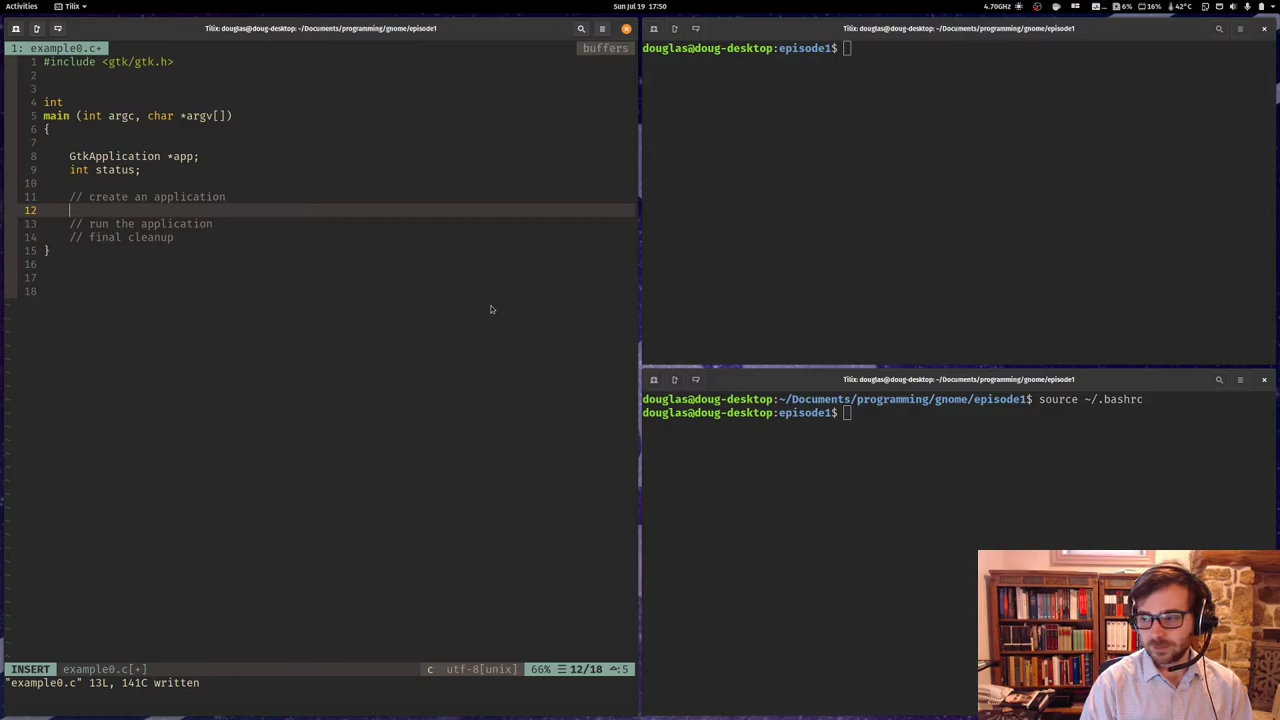 Activities
Tilix
Sun Jul 19 17:50
4.70GHz
6%
16%
42°C
Tilix: douglas@doug-desktop: ~/Documents/programming/gnome/episode1
1: example0.c+
buffers
1 #include <gtk/gtk.h>
2
3
4 int
5 main (int argc, char *argv[])
6 {
7
8 GtkApplication *app;
9 int status;
10
11 // create an application
12
13 // run the application
14 // final cleanup
15 }
16
17
18
INSERT example0.c[+] c utf-8[unix] 66% ☰ 12/18 :5
"example0.c" 13L, 141C written
Tilix: douglas@doug-desktop: ~/Documents/programming/gnome/episode1
douglas@doug-desktop:episode1$
Tilix: douglas@doug-desktop: ~/Documents/programming/gnome/episode1
douglas@doug-desktop:~/Documents/programming/gnome/episode1$ source ~/.bashrc
douglas@doug-desktop:episode1$